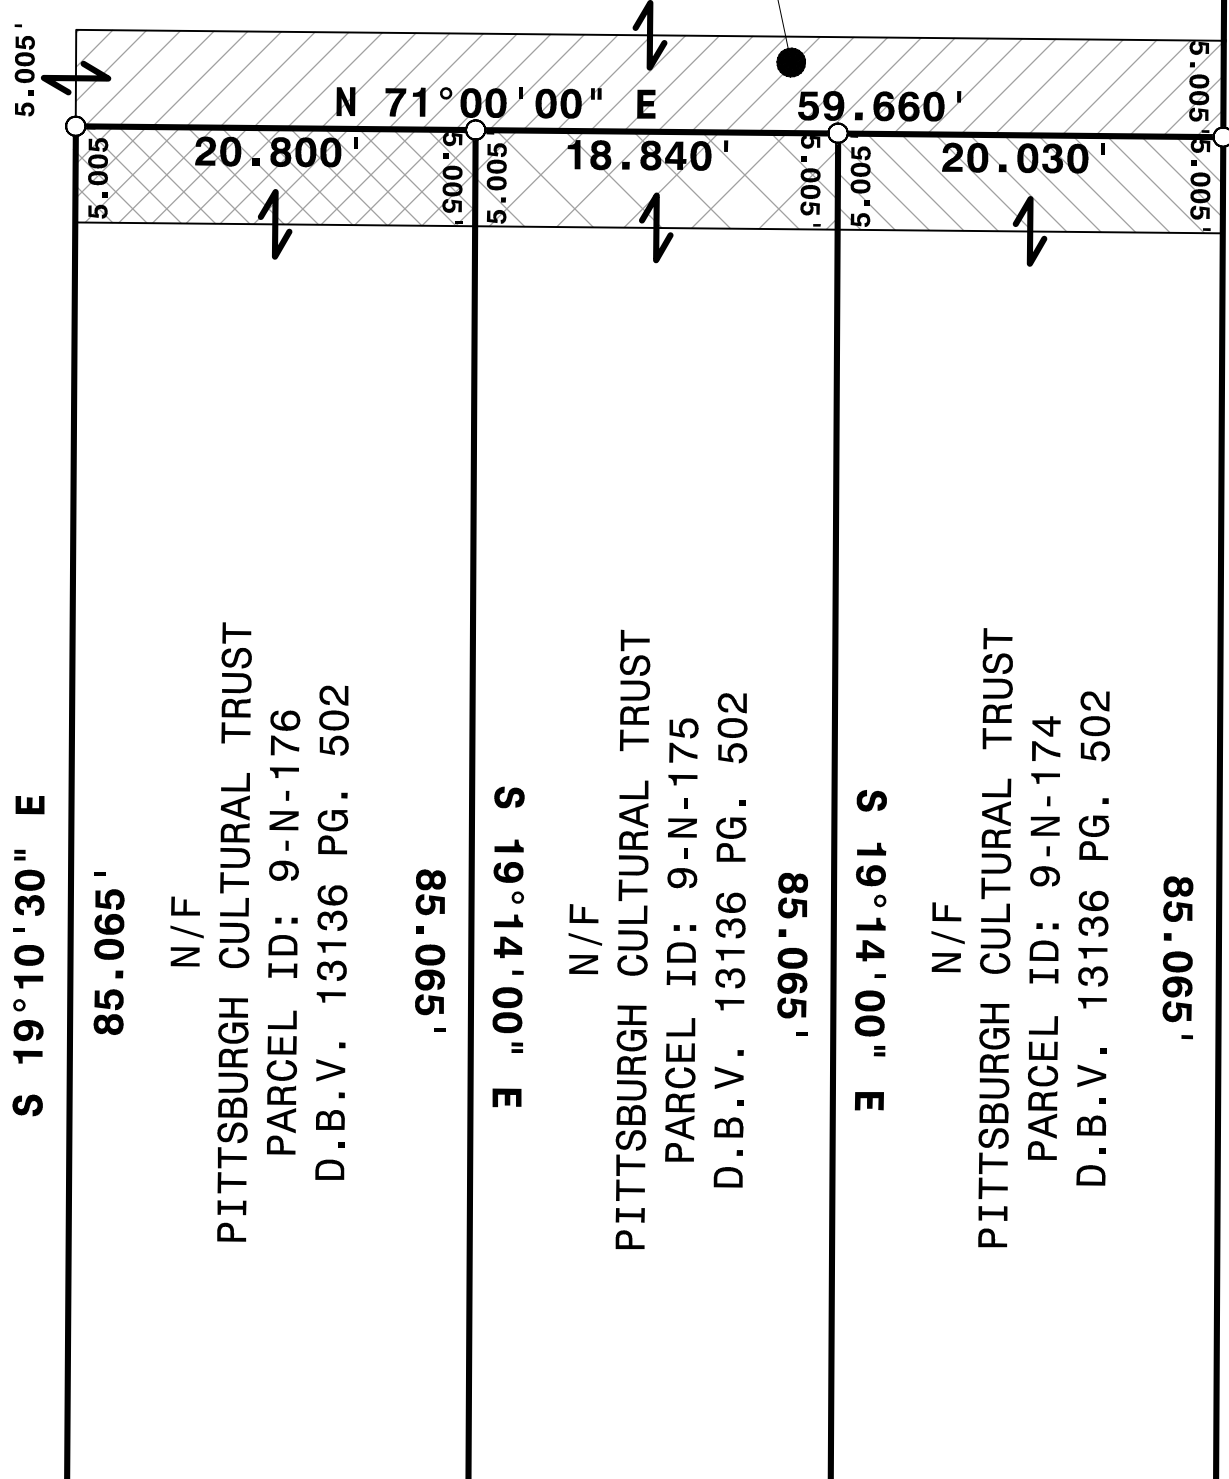 5.005'
5.005'
N 71°00'00" E 59.660'
5.005'
20.800'
5.005'
5.005'
18.840'
5.005'
5.005'
20.030'
5.005'
S 19°10'30" E
85.065'
N/F
PITTSBURGH CULTURAL TRUST
PARCEL ID: 9-N-176
D.B.V. 13136 PG. 502
85.065'
S 19°14'00" E
N/F
PITTSBURGH CULTURAL TRUST
PARCEL ID: 9-N-175
D.B.V. 13136 PG. 502
85.065'
S 19°14'00" E
N/F
PITTSBURGH CULTURAL TRUST
PARCEL ID: 9-N-174
D.B.V. 13136 PG. 502
85.065'